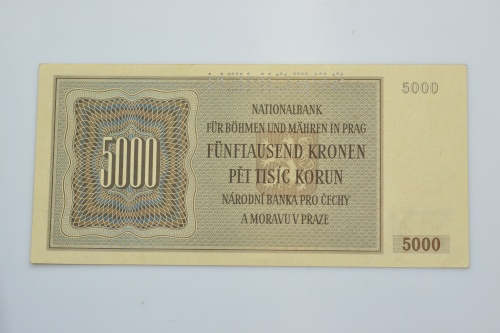 5000
NATIONALBANK
FÜR BÖHMEN UND MÄHREN IN PRAG
FÜNFTAUSEND KRONEN
PĚT TISÍC KORUN
NÁRODNÍ BANKA PRO ČECHY
A MORAVU V PRAZE
5000
5000